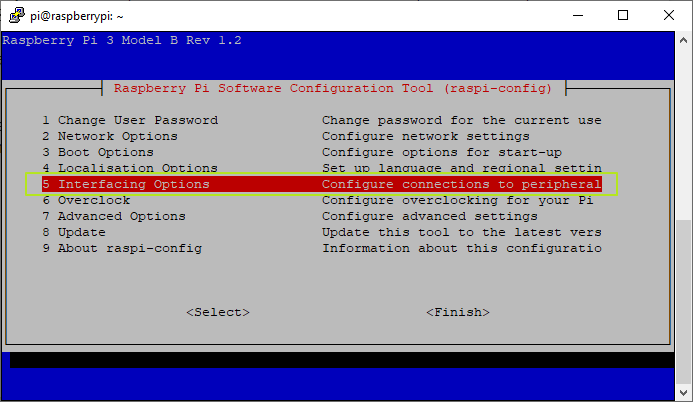 pi@raspberrypi: ~
Raspberry Pi 3 Model B Rev 1.2
Raspberry Pi Software Configuration Tool (raspi-config)
1 Change User Password Change password for the current use
2 Network Options Configure network settings
3 Boot Options Configure options for start-up
4 Localisation Options Set up language and regional settin
5 Interfacing Options Configure connections to peripheral
6 Overclock Configure overclocking for your Pi
7 Advanced Options Configure advanced settings
8 Update Update this tool to the latest vers
9 About raspi-config Information about this configuratio
<Select> <Finish>